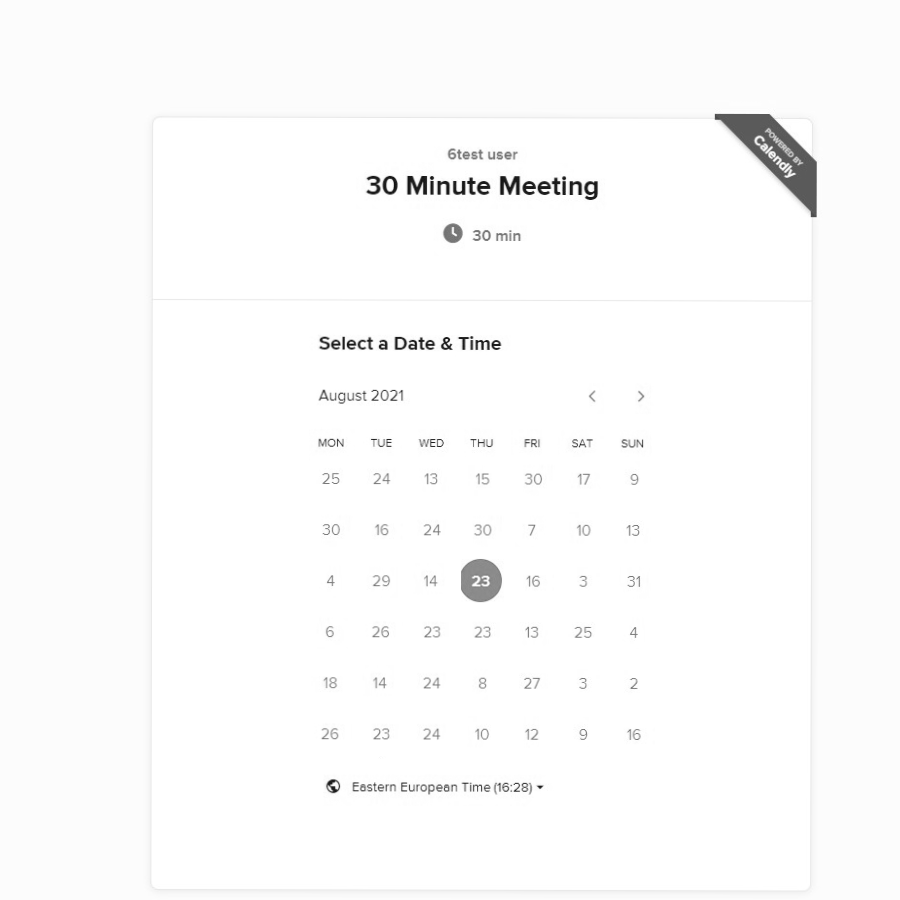 POWERED BY
Calendly
6test user
30 Minute Meeting
30 min
Select a Date & Time
August 2021
MON TUE WED THU FRI SAT SUN
25 24 13 15 30 17 9
30 16 24 30 7 10 13
4 29 14 23 16 3 31
6 26 23 23 13 25 4
18 14 24 8 27 3 2
26 23 24 10 12 9 16
Eastern European Time (16:28)